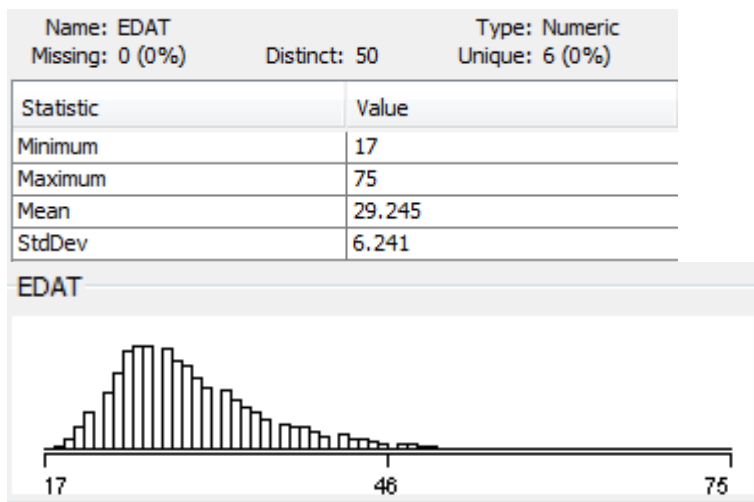 Name: EDAT Type: Numeric
Missing: 0 (0%) Distinct: 50 Unique: 6 (0%)
Statistic Value
Minimum 17
Maximum 75
Mean 29.245
StdDev 6.241
EDAT
17 46 75